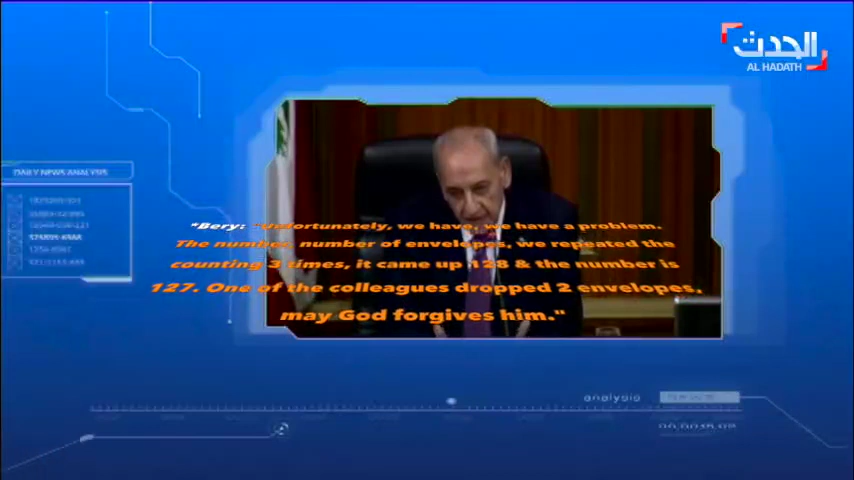 الحدث
AL HADATH
DAILY NEWS ANALYSIS
*Bery: "Unfortunately, we have, we have a problem.
The number, number of envelopes, we repeated the
counting 3 times, it came up 128 & the number is
127. One of the colleagues dropped 2 envelopes,
may God forgives him."
analysis
NEWS